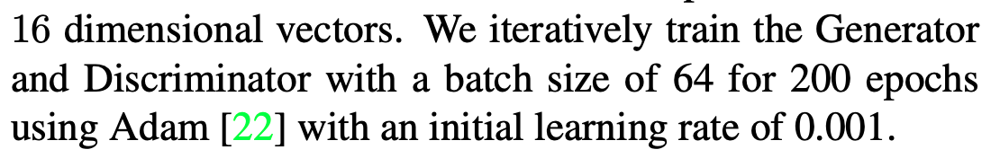 16 dimensional vectors. We iteratively train the Generator
and Discriminator with a batch size of 64 for 200 epochs
using Adam [22] with an initial learning rate of 0.001.